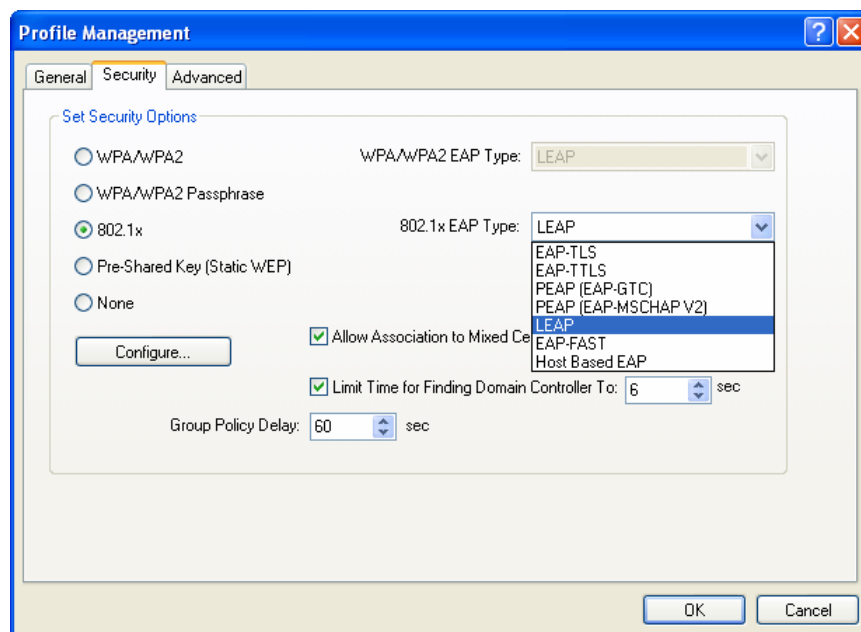 Profile Management
General Security Advanced
Set Security Options
WPA/WPA2 WPA/WPA2 EAP Type: LEAP
WPA/WPA2 Passphrase
802.1x 802.1x EAP Type: LEAP
EAP-TLS
EAP-TTLS
Pre-Shared Key (Static WEP)
PEAP (EAP-GTC)
PEAP (EAP-MSCHAP V2)
None
LEAP
Allow Association to Mixed Ce
EAP-FAST
Configure...
Host Based EAP
Limit Time for Finding Domain Controller To: 6 sec
Group Policy Delay: 60 sec
OK Cancel